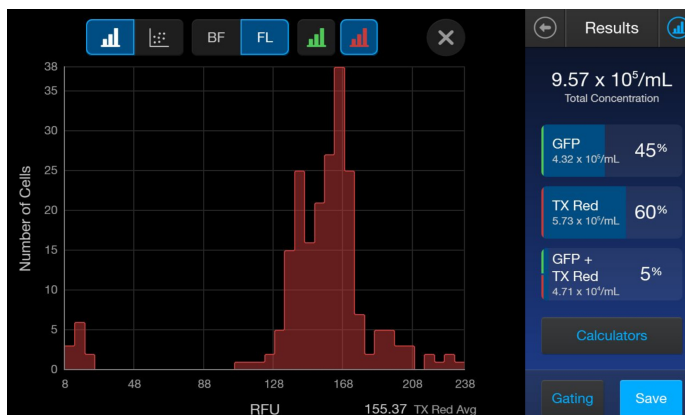 BF
FL
Results
38
35
30
25
20
15
10
5
0
Number of Cells
8
48
88
128
168
208
238
RFU
155.37 TX Red Avg
9.57 x 10⁵/mL
Total Concentration
GFP
4.32 x 10⁵/mL
45%
TX Red
5.73 x 10⁵/mL
60%
GFP +
TX Red
4.71 x 10⁴/mL
5%
Calculators
Gating
Save